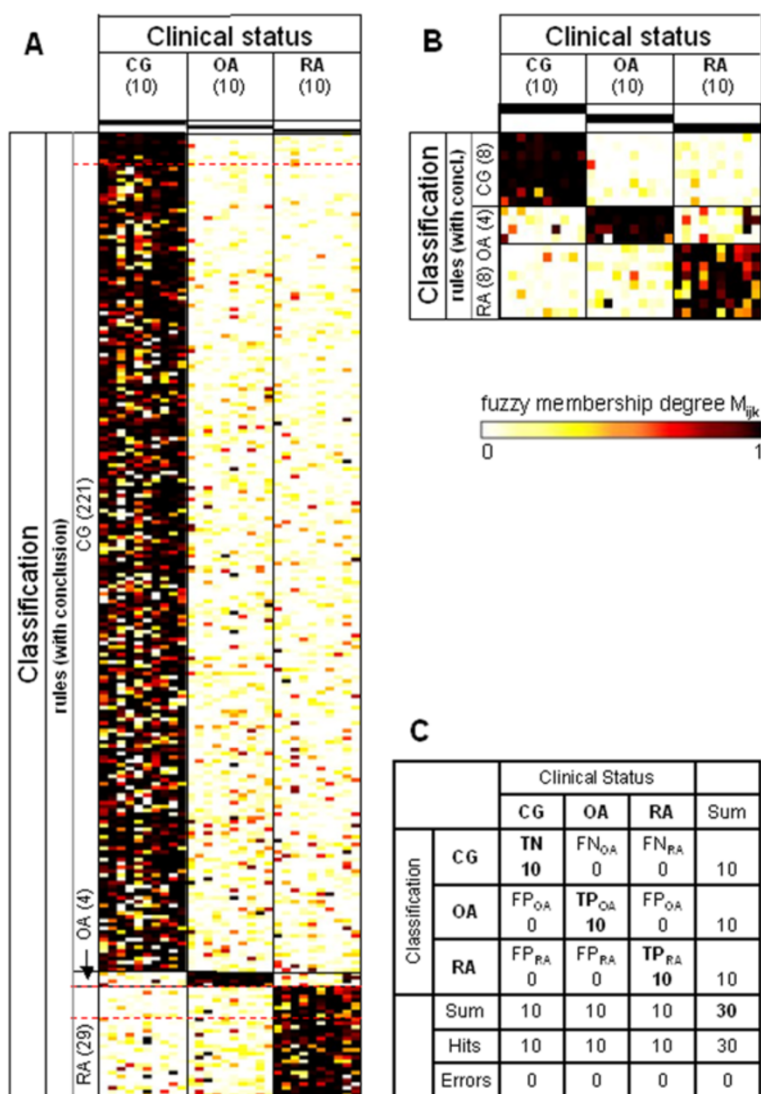 A
Clinical status
CG OA RA
(10) (10) (10)
Classification
rules (with conclusion)
CG (221)
OA (4)
RA (29)
B
Clinical status
CG OA RA
(10) (10) (10)
Classification
rules (with concl.)
CG (8)
OA (4)
RA (8)
fuzzy membership degree Mijk
0 1
C
Clinical Status
CG OA RA Sum
Classification
CG TN 10 FNOA 0 FNRA 0 10
OA FPOA 0 TPOA 10 FPOA 0 10
RA FPRA 0 FPRA 0 TPRA 10 10
Sum 10 10 10 30
Hits 10 10 10 30
Errors 0 0 0 0